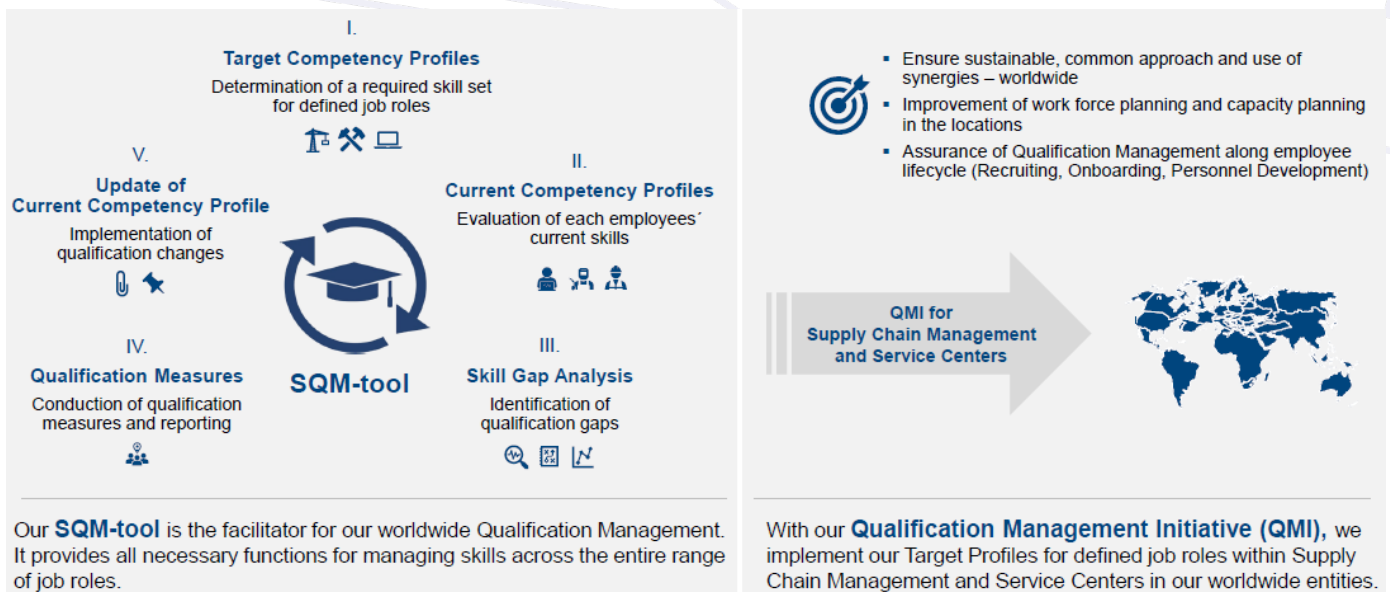 I.
Target Competency Profiles
Determination of a required skill set
for defined job roles
II.
Current Competency Profiles
Evaluation of each employees´
current skills
III.
Skill Gap Analysis
Identification of
qualification gaps
IV.
Qualification Measures
Conduction of qualification
measures and reporting
V.
Update of
Current Competency Profile
Implementation of
qualification changes
SQM-tool
Our SQM-tool is the facilitator for our worldwide Qualification Management.
It provides all necessary functions for managing skills across the entire range
of job roles.
▪ Ensure sustainable, common approach and use of
synergies – worldwide
▪ Improvement of work force planning and capacity planning
in the locations
▪ Assurance of Qualification Management along employee
lifecycle (Recruiting, Onboarding, Personnel Development)
QMI for
Supply Chain Management
and Service Centers
With our Qualification Management Initiative (QMI), we
implement our Target Profiles for defined job roles within Supply
Chain Management and Service Centers in our worldwide entities.